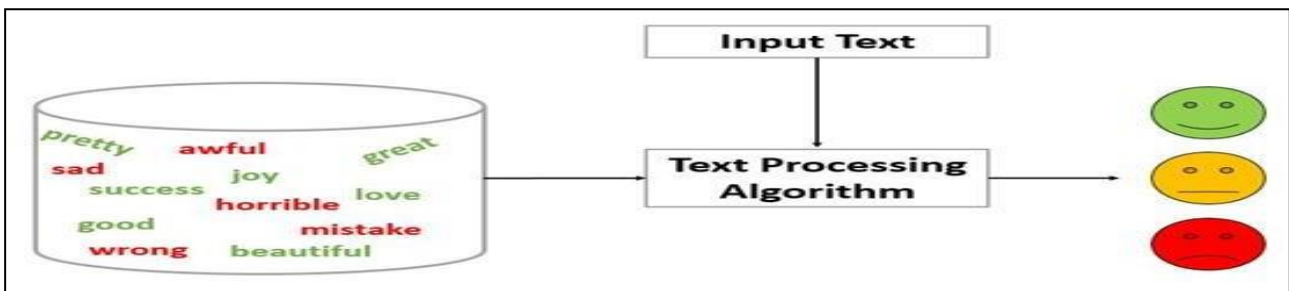 Input Text
pretty
awful
great
sad
joy
success
love
horrible
good
mistake
wrong
beautiful
Text Processing
Algorithm